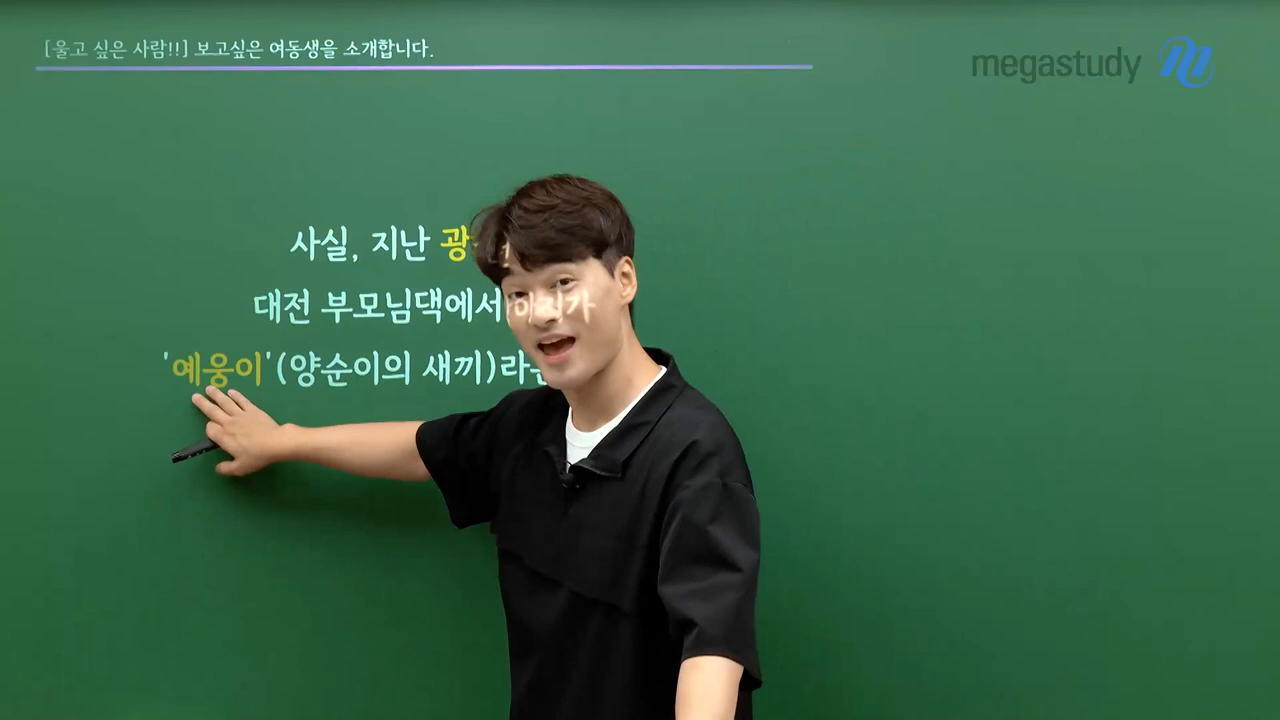 [울고 싶은 사람!!] 보고싶은 여동생을 소개합니다.
megastudy
사실, 지난
대전 부모님댁에서
'예웅이'(양순이의 새끼)라는